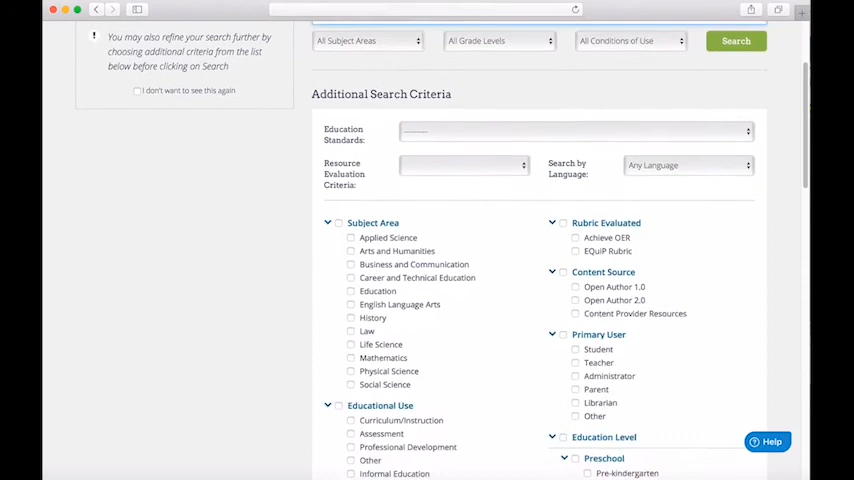 ! You may also refine your search further by
choosing additional criteria from the list
below before clicking on Search
I don't want to see this again
All Subject Areas
All Grade Levels
All Conditions of Use
Search
Additional Search Criteria
Education
Standards:
----------
Resource
Evaluation
Criteria:
Search by
Language:
Any Language
Subject Area
Applied Science
Arts and Humanities
Business and Communication
Career and Technical Education
Education
English Language Arts
History
Law
Life Science
Mathematics
Physical Science
Social Science
Educational Use
Curriculum/Instruction
Assessment
Professional Development
Other
Informal Education
Rubric Evaluated
Achieve OER
EQuiP Rubric
Content Source
Open Author 1.0
Open Author 2.0
Content Provider Resources
Primary User
Student
Teacher
Administrator
Parent
Librarian
Other
Education Level
Preschool
Pre-kindergarten
Help